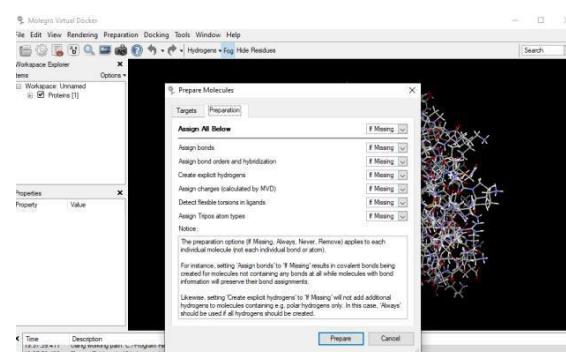 Molegro Virtual Docker
File Edit View Rendering Preparation Docking Tools Window Help
Hydrogens Fog Hide Residues
Search
Workspace Explorer
Items Options
Workspace: Unnamed
Proteins [1]
Properties
Property Value
Time Description
Prepare Molecules
Targets Preparation
Assign All Below If Missing
Assign bonds If Missing
Assign bond orders and hybridization If Missing
Create explicit hydrogens If Missing
Assign charges (calculated by MVD) If Missing
Detect flexible torsions in ligands If Missing
Assign Tripos atom types If Missing
Notice:
The preparation options (If Missing, Always, Never, Remove) applies to each
individual molecule (not each individual bond or atom).
For instance, setting 'Assign bonds' to 'If Missing' results in covalent bonds being
created for molecules not containing any bonds at all while molecules with bond
information will preserve their bond assignments.
Likewise, setting 'Create explicit hydrogens' to 'If Missing' will not add additional
hydrogens to molecules containing e.g. polar hydrogens only. In this case, 'Always'
should be used if all hydrogens should be created.
Prepare Cancel